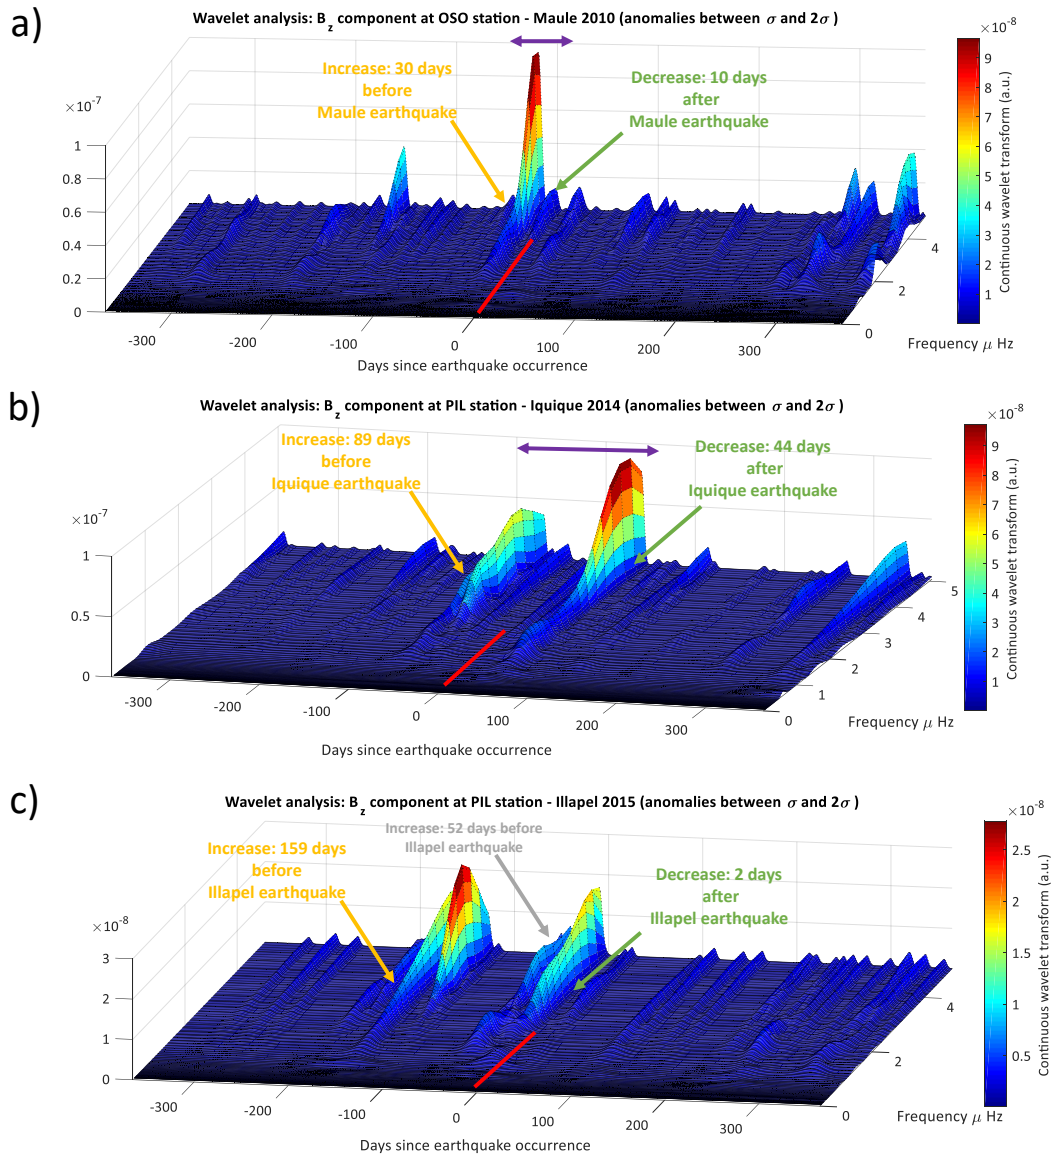 a)
Wavelet analysis: B z component at OSO station - Maule 2010 (anomalies between σ and 2σ )
Increase: 30 days
before
Maule earthquake
Decrease: 10 days
after
Maule earthquake
×10^-7
1
0.8
0.6
0.4
0.2
0
-300
-200
-100
0
100
200
300
Days since earthquake occurrence
0
2
4
Frequency μ Hz
×10^-8
9
8
7
6
5
4
3
2
1
Continuous wavelet transform (a.u.)
b)
Wavelet analysis: B z component at PIL station - Iquique 2014 (anomalies between σ and 2σ )
Increase: 89 days
before
Iquique earthquake
Decrease: 44 days
after
Iquique earthquake
×10^-7
1
0.5
0
-300
-200
-100
0
100
200
300
Days since earthquake occurrence
0
1
2
3
4
5
Frequency μ Hz
×10^-8
9
8
7
6
5
4
3
2
1
Continuous wavelet transform (a.u.)
c)
Wavelet analysis: B z component at PIL station - Illapel 2015 (anomalies between σ and 2σ )
Increase: 159 days
before
Illapel earthquake
Increase: 52 days before
Illapel earthquake
Decrease: 2 days
after
Illapel earthquake
×10^-8
3
2
1
0
-300
-200
-100
0
100
200
300
Days since earthquake occurrence
0
2
4
Frequency μ Hz
×10^-8
2.5
2
1.5
1
0.5
Continuous wavelet transform (a.u.)